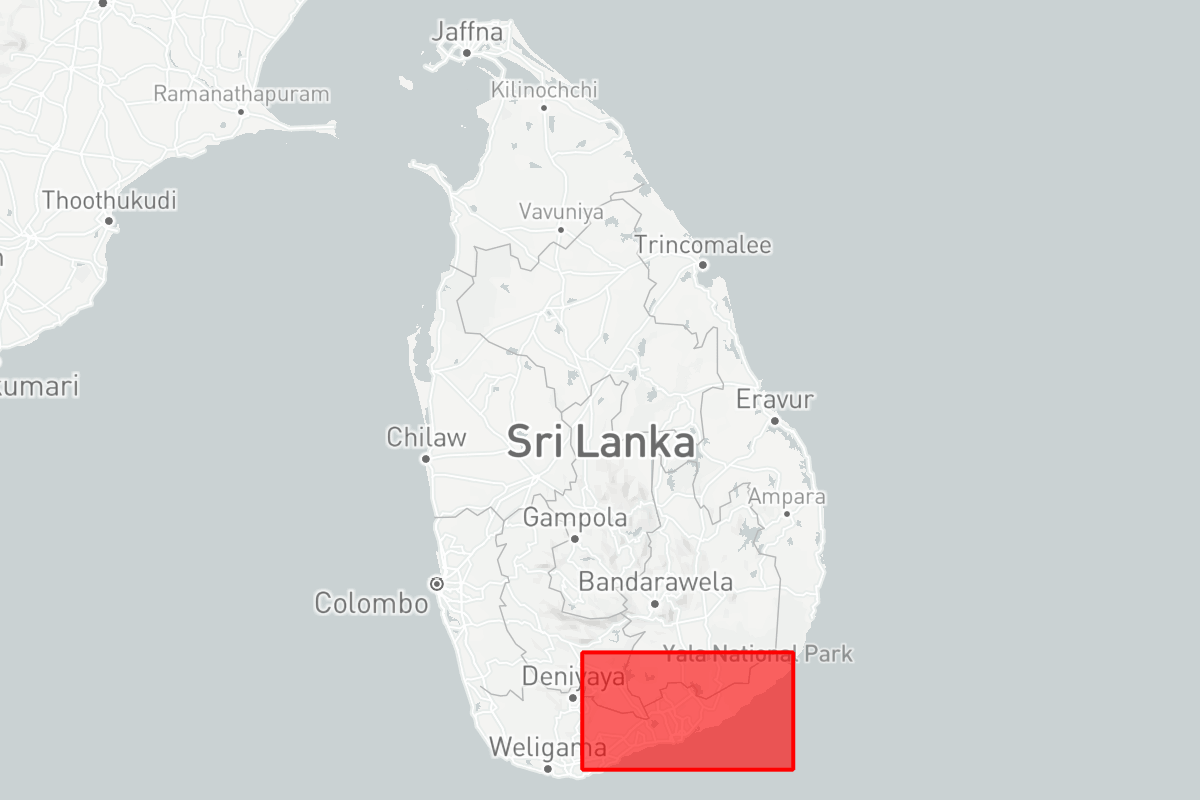 Jaffna
Kilinochchi
Ramanathapuram
Thoothukudi
Vavuniya
Trincomalee
kumari
Eravur
Chilaw
Sri Lanka
Ampara
Gampola
Bandarawela
Colombo
Yala National Park
Deniyaya
Weligama